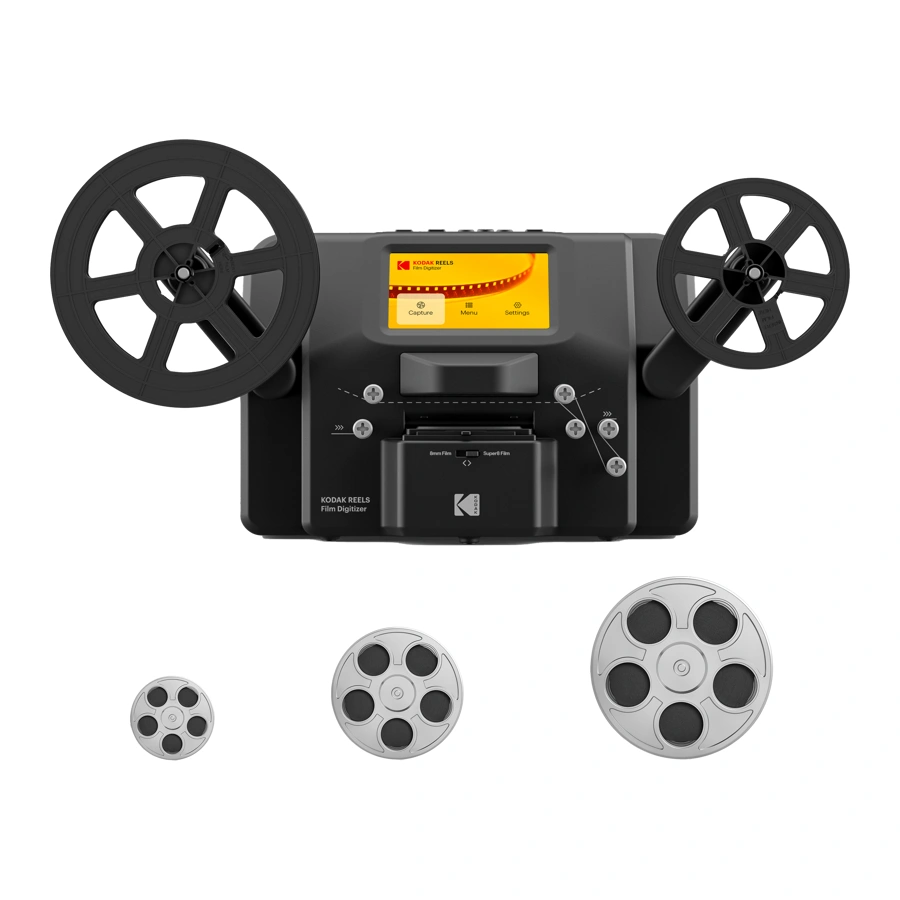 KODAK REELS
Film Digitizer
Capture
Menu
Settings
8mm Film
Super8 Film
KODAK REELS
Film Digitizer
KODAK